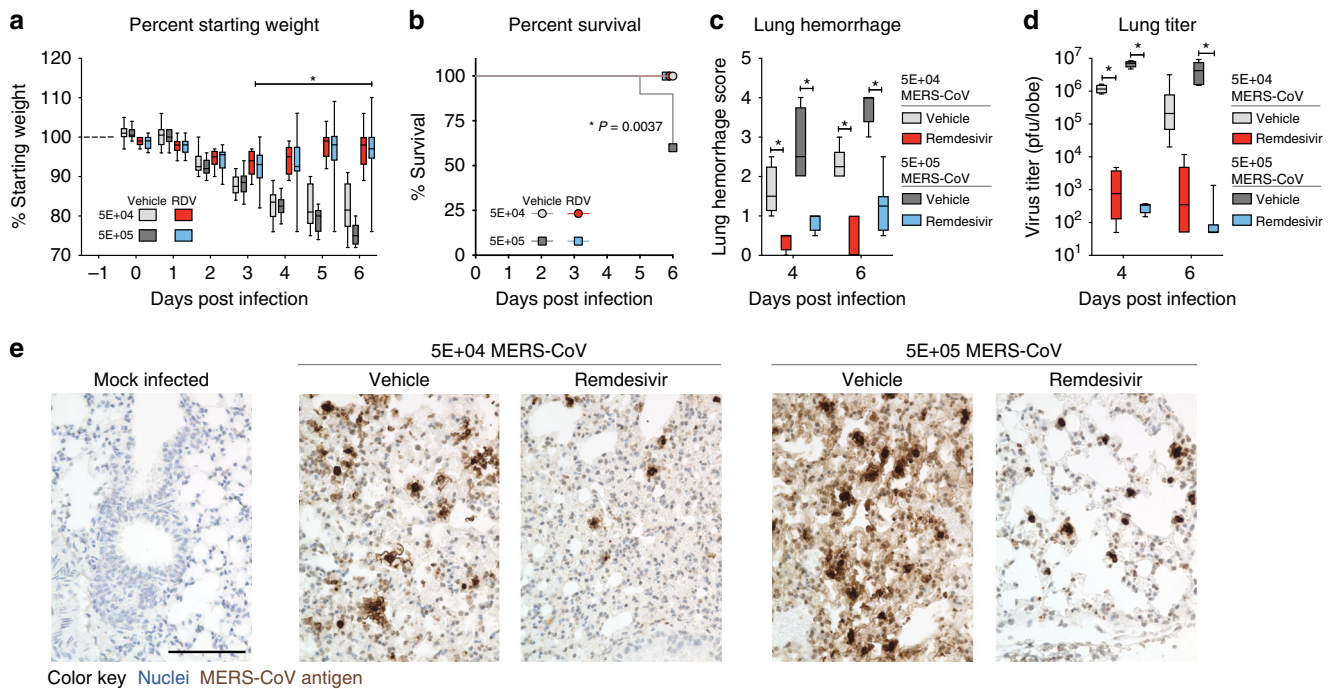 a Percent starting weight
% Starting weight
120
110
100
90
80
70
*
Vehicle RDV
5E+04
5E+05
–1 0 1 2 3 4 5 6
Days post infection
b Percent survival
% Survival
100
75
50
25
0
* P = 0.0037
Vehicle RDV
5E+04
5E+05
0 1 2 3 4 5 6
Days post infection
c Lung hemorrhage
Lung hemorrhage score
5
4
3
2
1
0
* * * *
4 6
Days post infection
5E+04
MERS-CoV
Vehicle
Remdesivir
5E+05
MERS-CoV
Vehicle
Remdesivir
d Lung titer
Virus titer (pfu/lobe)
10⁷
10⁶
10⁵
10⁴
10³
10²
10¹
* * *
4 6
Days post infection
5E+04
MERS-CoV
Vehicle
Remdesivir
5E+05
MERS-CoV
Vehicle
Remdesivir
e
5E+04 MERS-CoV 5E+05 MERS-CoV
Mock infected Vehicle Remdesivir Vehicle Remdesivir
Color key Nuclei MERS-CoV antigen